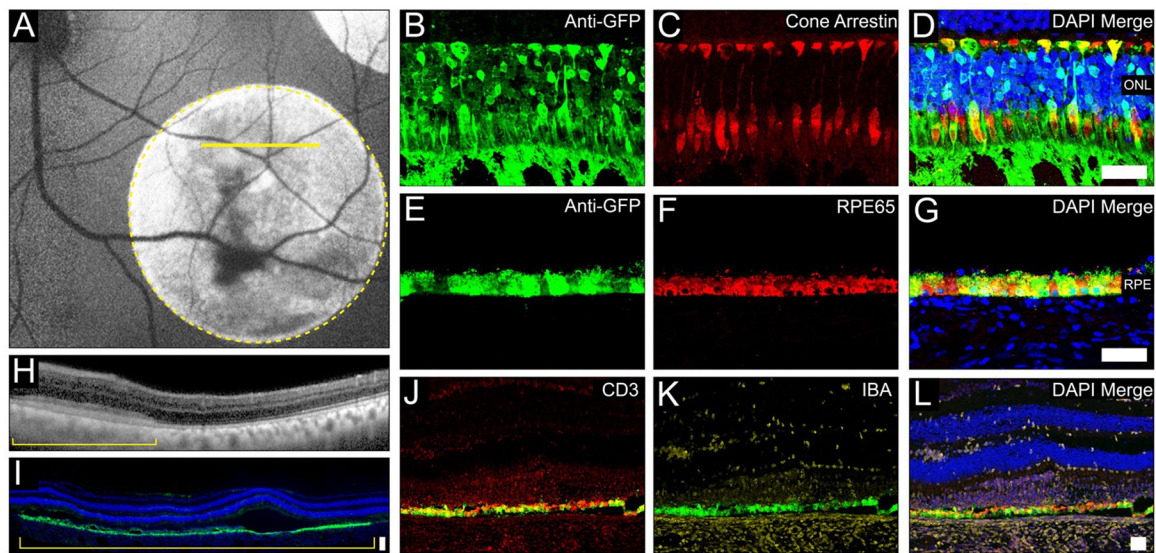 A
B Anti-GFP
C Cone Arrestin
D DAPI Merge
ONL
E Anti-GFP
F RPE65
G DAPI Merge
RPE
H
I
J CD3
K IBA
L DAPI Merge